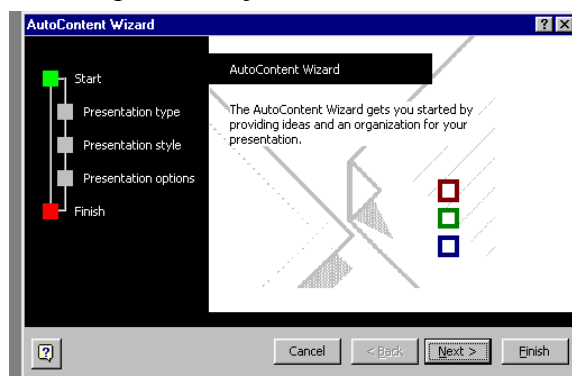 AutoContent Wizard
Start
Presentation type
Presentation style
Presentation options
Finish
AutoContent Wizard
The AutoContent Wizard gets you started by
providing ideas and an organization for your
presentation.
Cancel
< Back
Next >
Finish